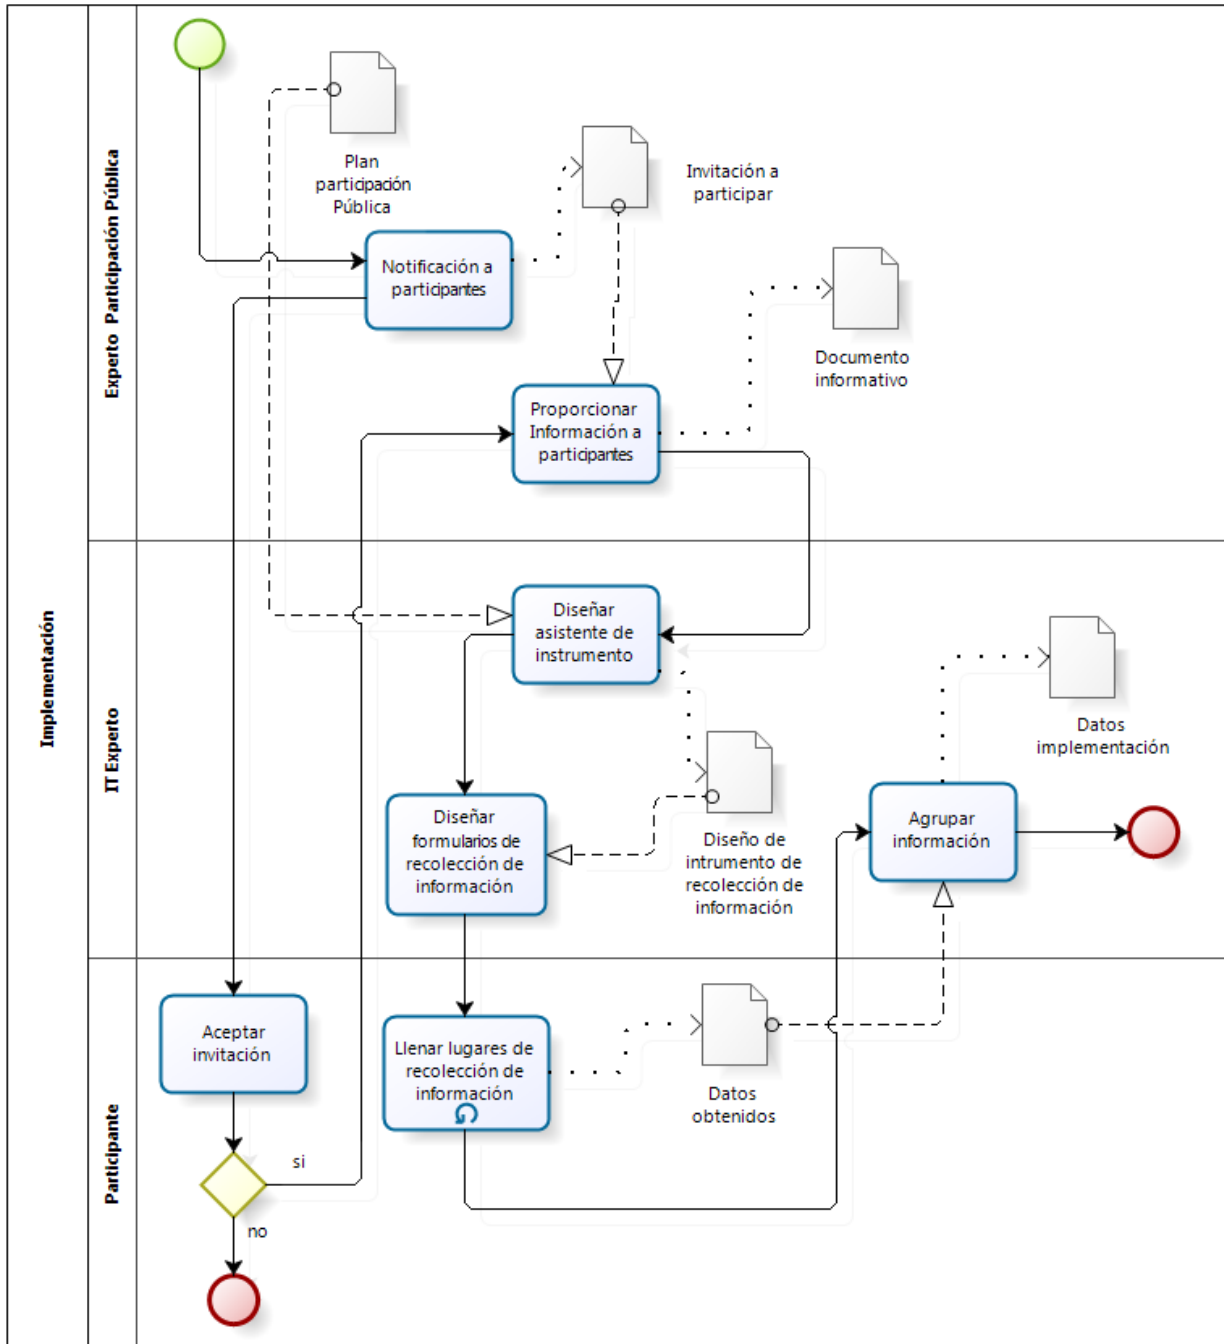 Implementación
Experto Participación Pública
Plan
participación
Pública
Invitación a
participar
Notificación a
participantes
Documento
informativo
Proporcionar
Información a
participantes
IT Experto
Diseñar
asistente de
instrumento
Datos
implementación
Diseñar
formularios de
recolección de
información
Diseño de
intrumento de
recolección de
información
Agrupar
información
Participante
Aceptar
invitación
Llenar lugares de
recolección de
información
Datos
obtenidos
si
no